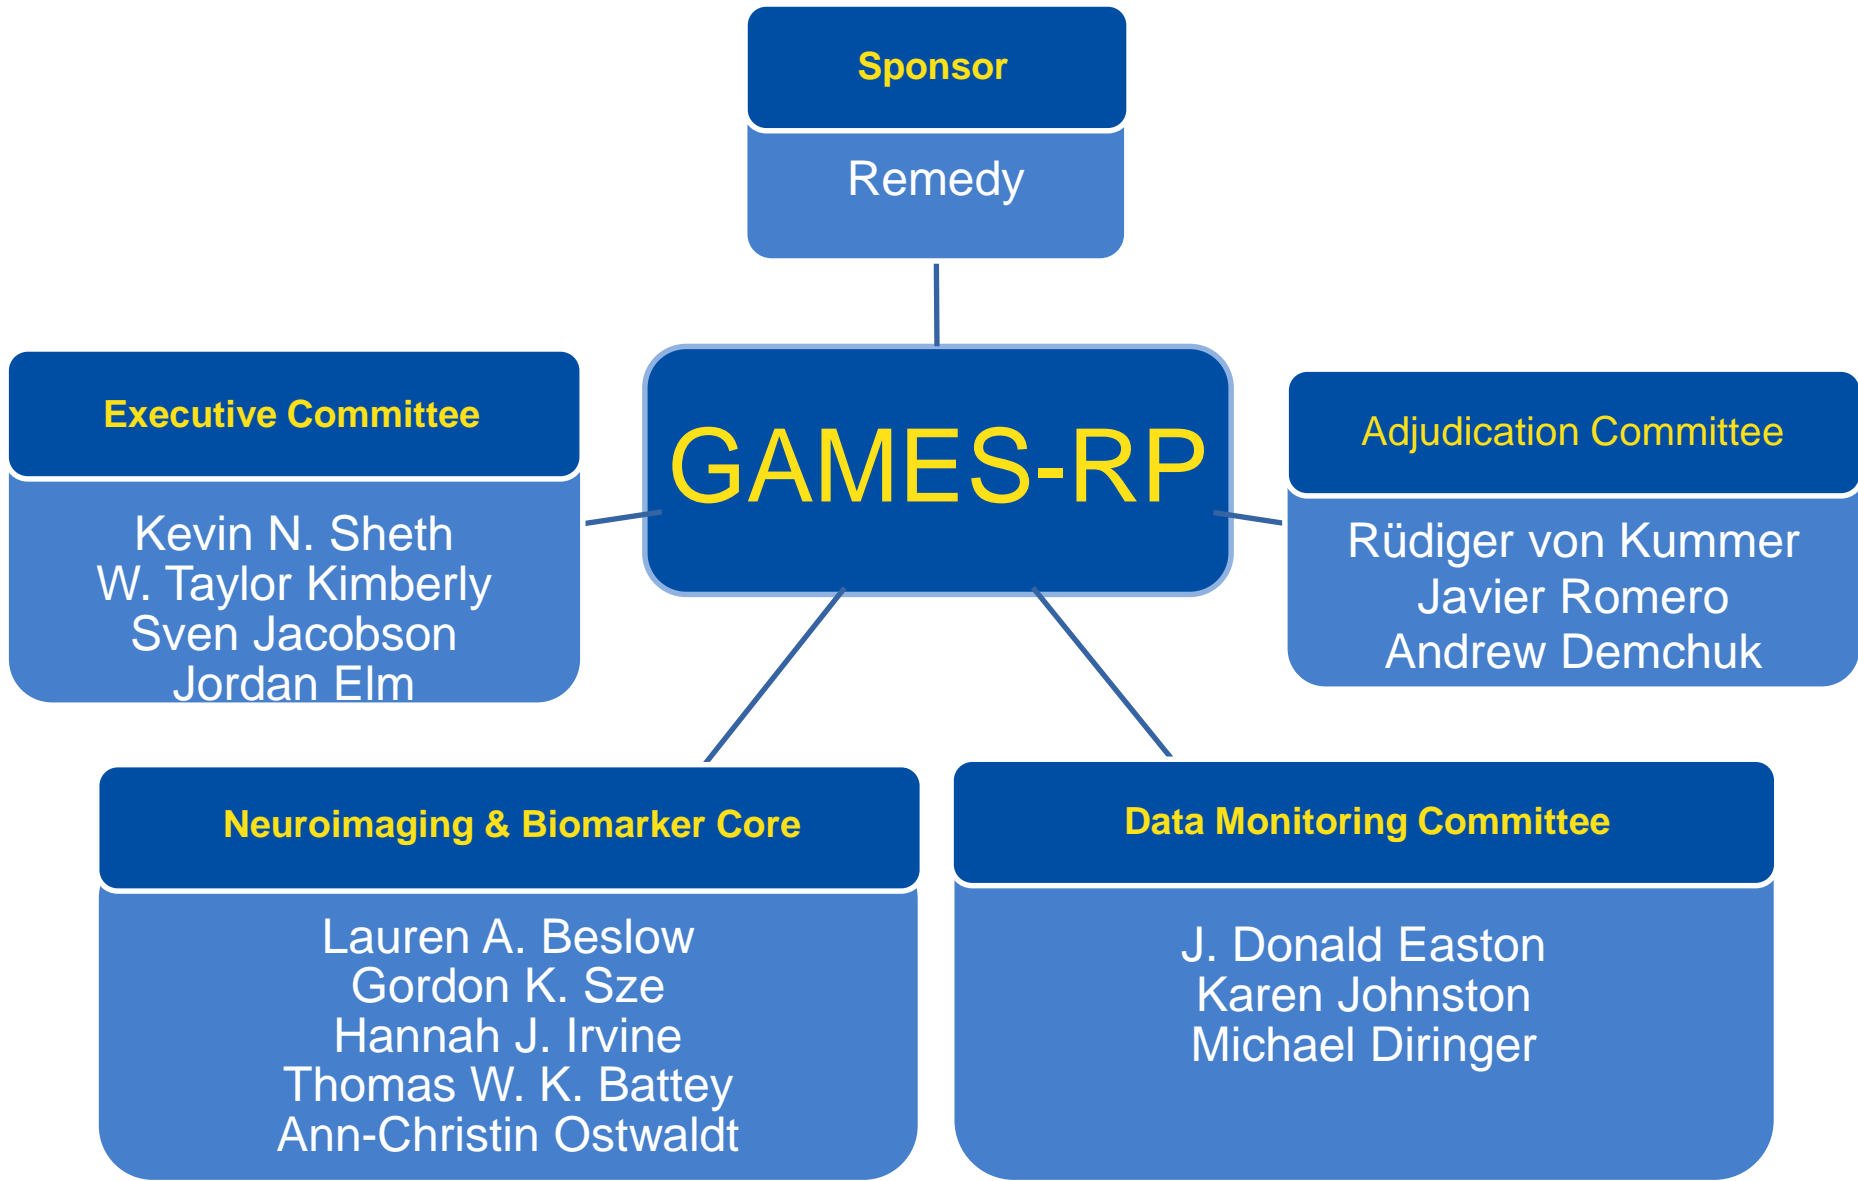 Sponsor
Remedy
GAMES-RP
Executive Committee
Kevin N. Sheth
W. Taylor Kimberly
Sven Jacobson
Jordan Elm
Adjudication Committee
Rüdiger von Kummer
Javier Romero
Andrew Demchuk
Neuroimaging & Biomarker Core
Lauren A. Beslow
Gordon K. Sze
Hannah J. Irvine
Thomas W. K. Battey
Ann-Christin Ostwaldt
Data Monitoring Committee
J. Donald Easton
Karen Johnston
Michael Diringer